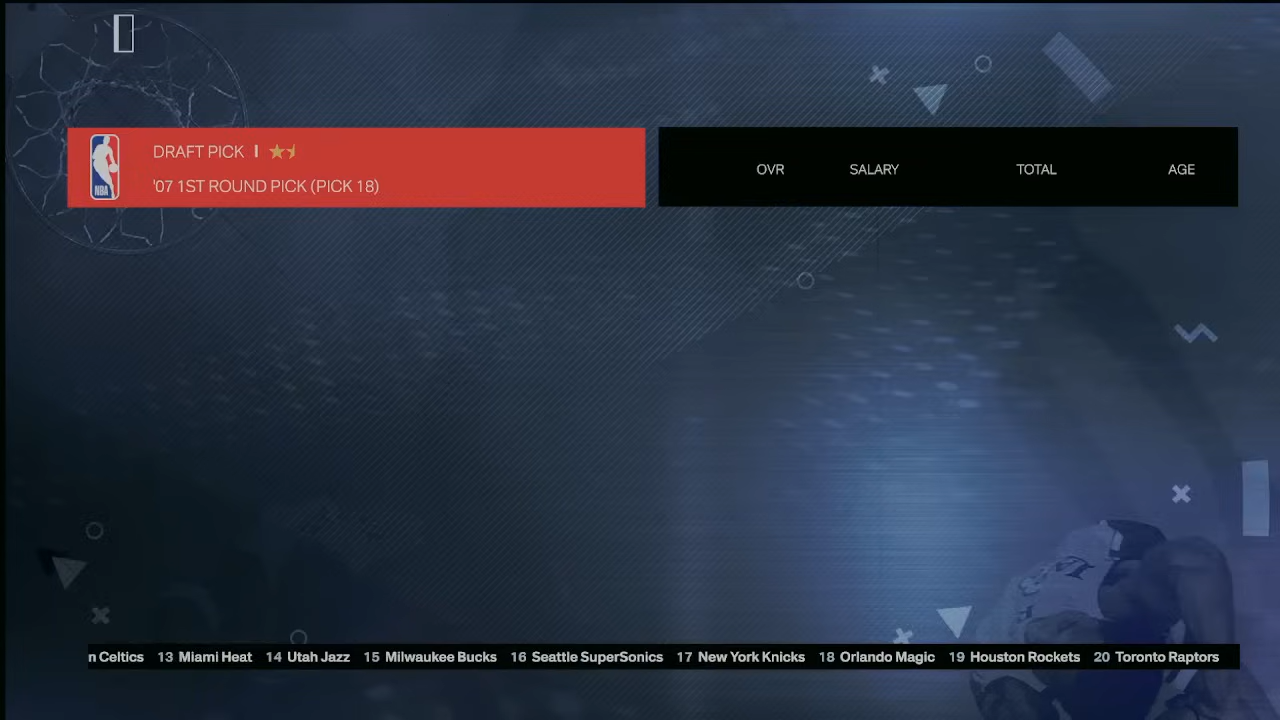 DRAFT PICK I
'07 1ST ROUND PICK (PICK 18)
NBA
OVR SALARY TOTAL AGE
n Celtics 13 Miami Heat 14 Utah Jazz 15 Milwaukee Bucks 16 Seattle SuperSonics 17 New York Knicks 18 Orlando Magic 19 Houston Rockets 20 Toronto Raptors